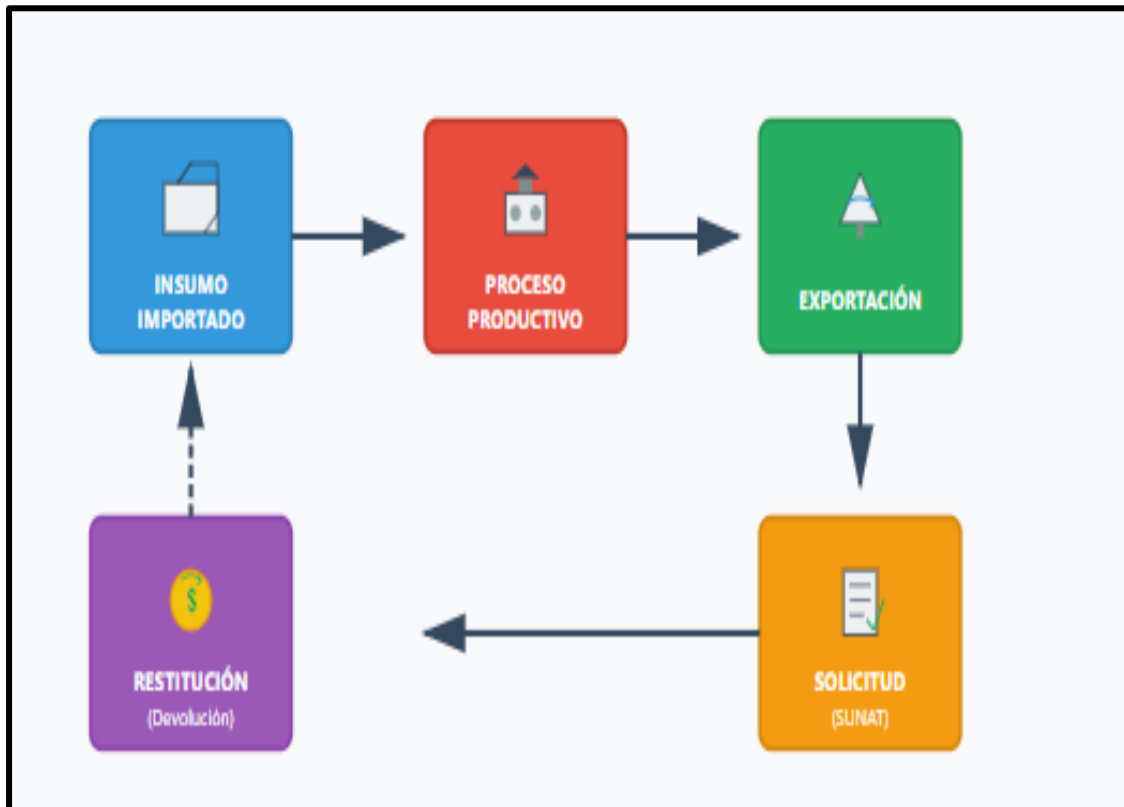 INSUMO
IMPORTADO
PROCESO
PRODUCTIVO
EXPORTACIÓN
$
RESTITUCIÓN
(Devolución)
SOLICITUD
(SUNAT)